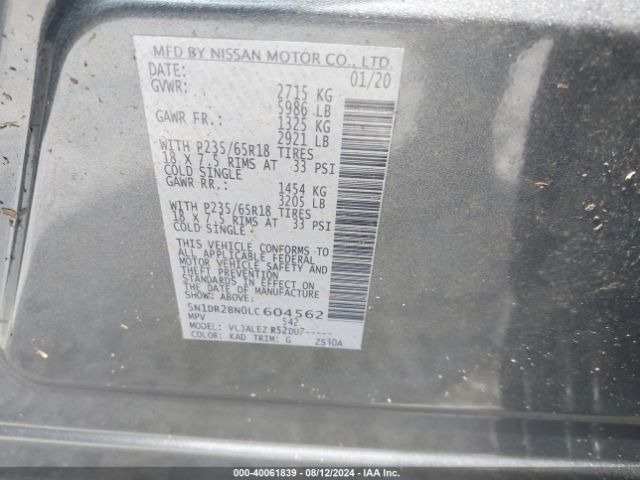 MFD BY NISSAN MOTOR CO., LTD.
DATE: 01/20
GVWR: 2715 KG
5986 LB
GAWR FR.: 1325 KG
2921 LB
WITH P235/65R18 TIRES
18 X 7.5 RIMS AT 33 PSI
COLD SINGLE
GAWR RR.: 1454 KG
3205 LB
WITH P235/65R18 TIRES
18 X 7.5 RIMS AT 33 PSI
COLD SINGLE
THIS VEHICLE CONFORMS TO
ALL APPLICABLE FEDERAL
MOTOR VEHICLE SAFETY AND
THEFT PREVENTION
STANDARDS IN EFFECT ON
THE DATE OF MANUFACTURE
SHOWN ABOVE.
5N1DR2BN0LC604562
MPV 542
MODEL: VLJALEZ R52DU7-----
COLOR: KAD TRIM: G ZS30A
000-40061839 - 08/12/2024 - IAA Inc.